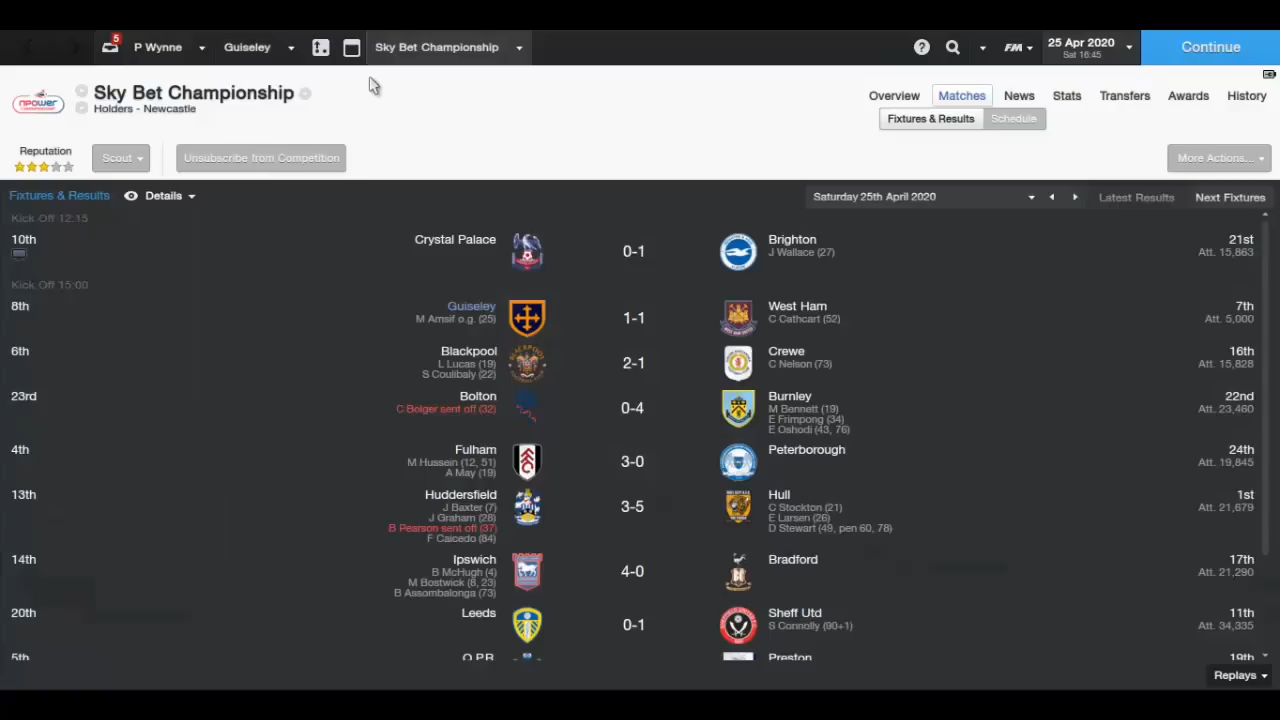 5
P Wynne
Guiseley
Sky Bet Championship
FM
25 Apr 2020
Sat 16:45
Continue
npower
Sky Bet Championship
Holders - Newcastle
Overview
Matches
News
Stats
Transfers
Awards
History
Fixtures & Results
Schedule
Reputation
Scout
Unsubscribe from Competition
More Actions...
Fixtures & Results
Details
Saturday 25th April 2020
Latest Results
Next Fixtures
Kick Off 12:15
10th Crystal Palace 0-1 Brighton 21st
J Wallace (27) Att. 15,863
Kick Off 15:00
8th Guiseley 1-1 West Ham 7th
M Amsif o.g. (25) C Cathcart (52) Att. 5,000
6th Blackpool 2-1 Crewe 16th
L Lucas (19) C Nelson (73) Att. 15,828
S Coulibaly (22)
23rd Bolton 0-4 Burnley 22nd
C Bolger sent off (32) M Bennett (19) Att. 23,460
E Frimpong (34)
E Oshodi (43, 76)
4th Fulham 3-0 Peterborough 24th
M Hussein (12, 51) Att. 19,845
A May (19)
13th Huddersfield 3-5 Hull 1st
J Baxter (7) C Stockton (21) Att. 21,679
J Graham (28) E Larsen (26)
B Pearson sent off (37) D Stewart (49, pen 60, 78)
F Caicedo (84)
14th Ipswich 4-0 Bradford 17th
B McHugh (4) Att. 21,290
M Bostwick (8, 23)
B Assombalonga (73)
20th Leeds 0-1 Sheff Utd 11th
S Connolly (90+1) Att. 34,335
5th Q.P.R. Preston 19th
Replays